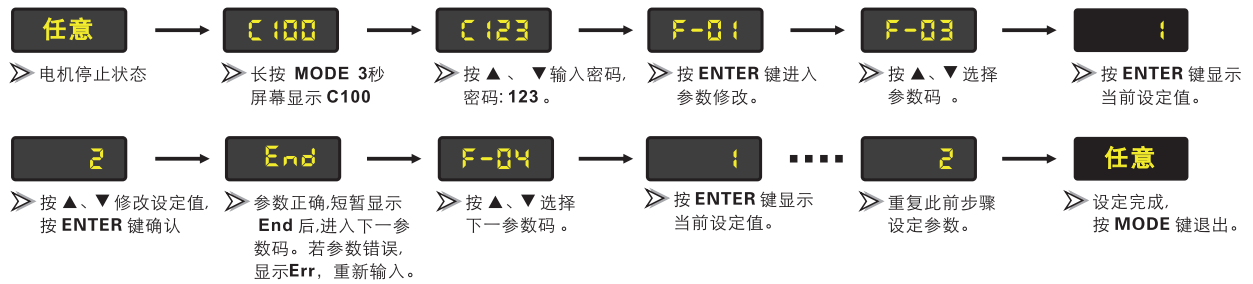 任意
C100
C123
F-01
F-03
1
电机停止状态
长按 MODE 3秒
屏幕显示 C100
按 ▲ 、 ▼输入密码,
密码: 123 。
按 ENTER 键进入
参数修改。
按 ▲、▼ 选择
参数码 。
按 ENTER 键显示
当前设定值。
2
End
F-04
1
2
任意
按 ▲、▼ 修改设定值,
按 ENTER 键确认
参数正确,短暂显示
End 后,进入下一参
数码。若参数错误,
显示Err，重新输入。
按 ▲、▼ 选择
下一参数码 。
按 ENTER 键显示
当前设定值。
重复此前步骤
设定参数。
设定完成,
按 MODE 键退出。